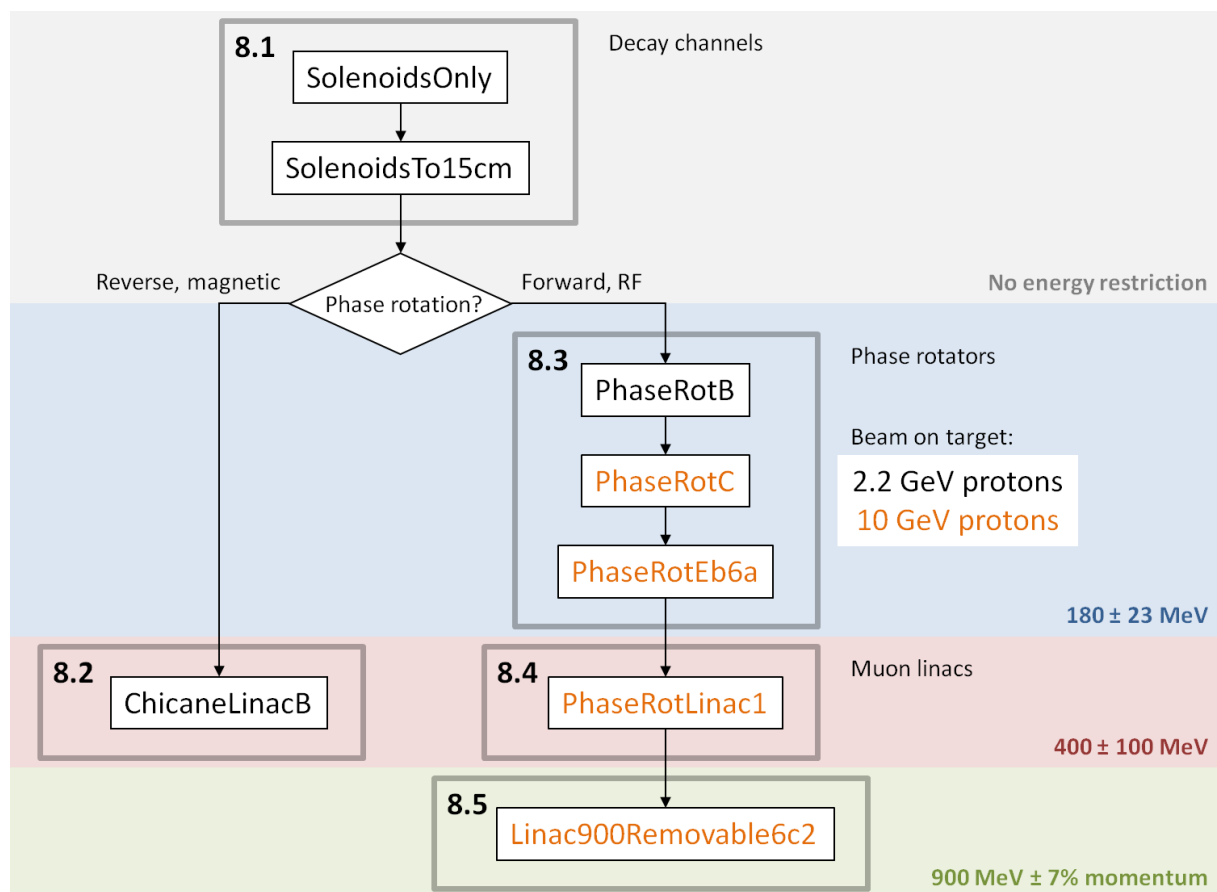 8.1
Decay channels
SolenoidsOnly
SolenoidsTo15cm
Reverse, magnetic
Phase rotation?
Forward, RF
No energy restriction
8.3
Phase rotators
PhaseRotB
Beam on target:
PhaseRotC
2.2 GeV protons
10 GeV protons
PhaseRotEb6a
180 ± 23 MeV
8.2
ChicaneLinacB
8.4
Muon linacs
PhaseRotLinac1
400 ± 100 MeV
8.5
Linac900Removable6c2
900 MeV ± 7% momentum